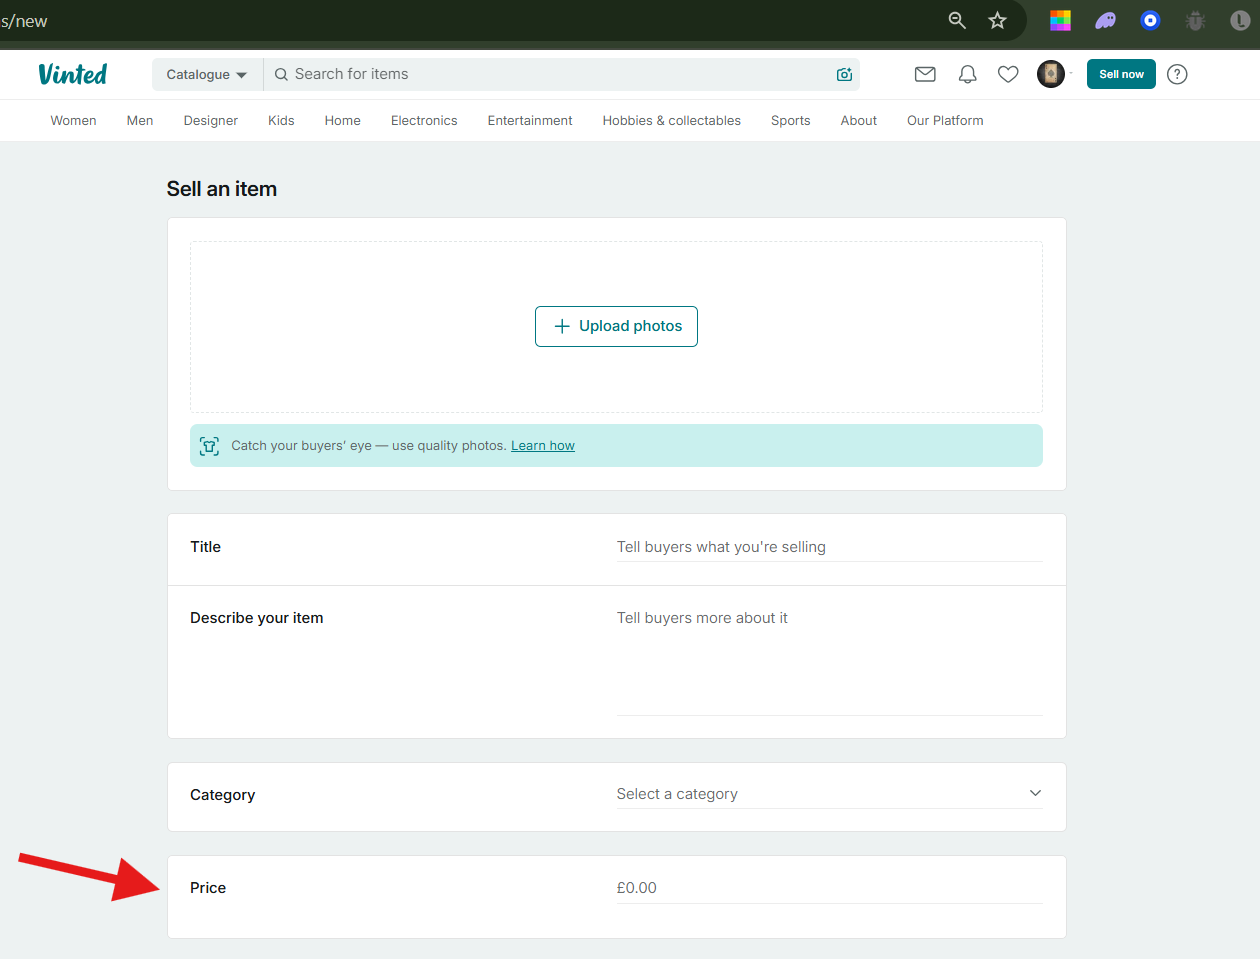 s/new
Vinted
Catalogue
Search for items
Sell now
?
Women Men Designer Kids Home Electronics Entertainment Hobbies & collectables Sports About Our Platform
Sell an item
+ Upload photos
Catch your buyers’ eye — use quality photos. Learn how
Title
Tell buyers what you're selling
Describe your item
Tell buyers more about it
Category
Select a category
Price
£0.00